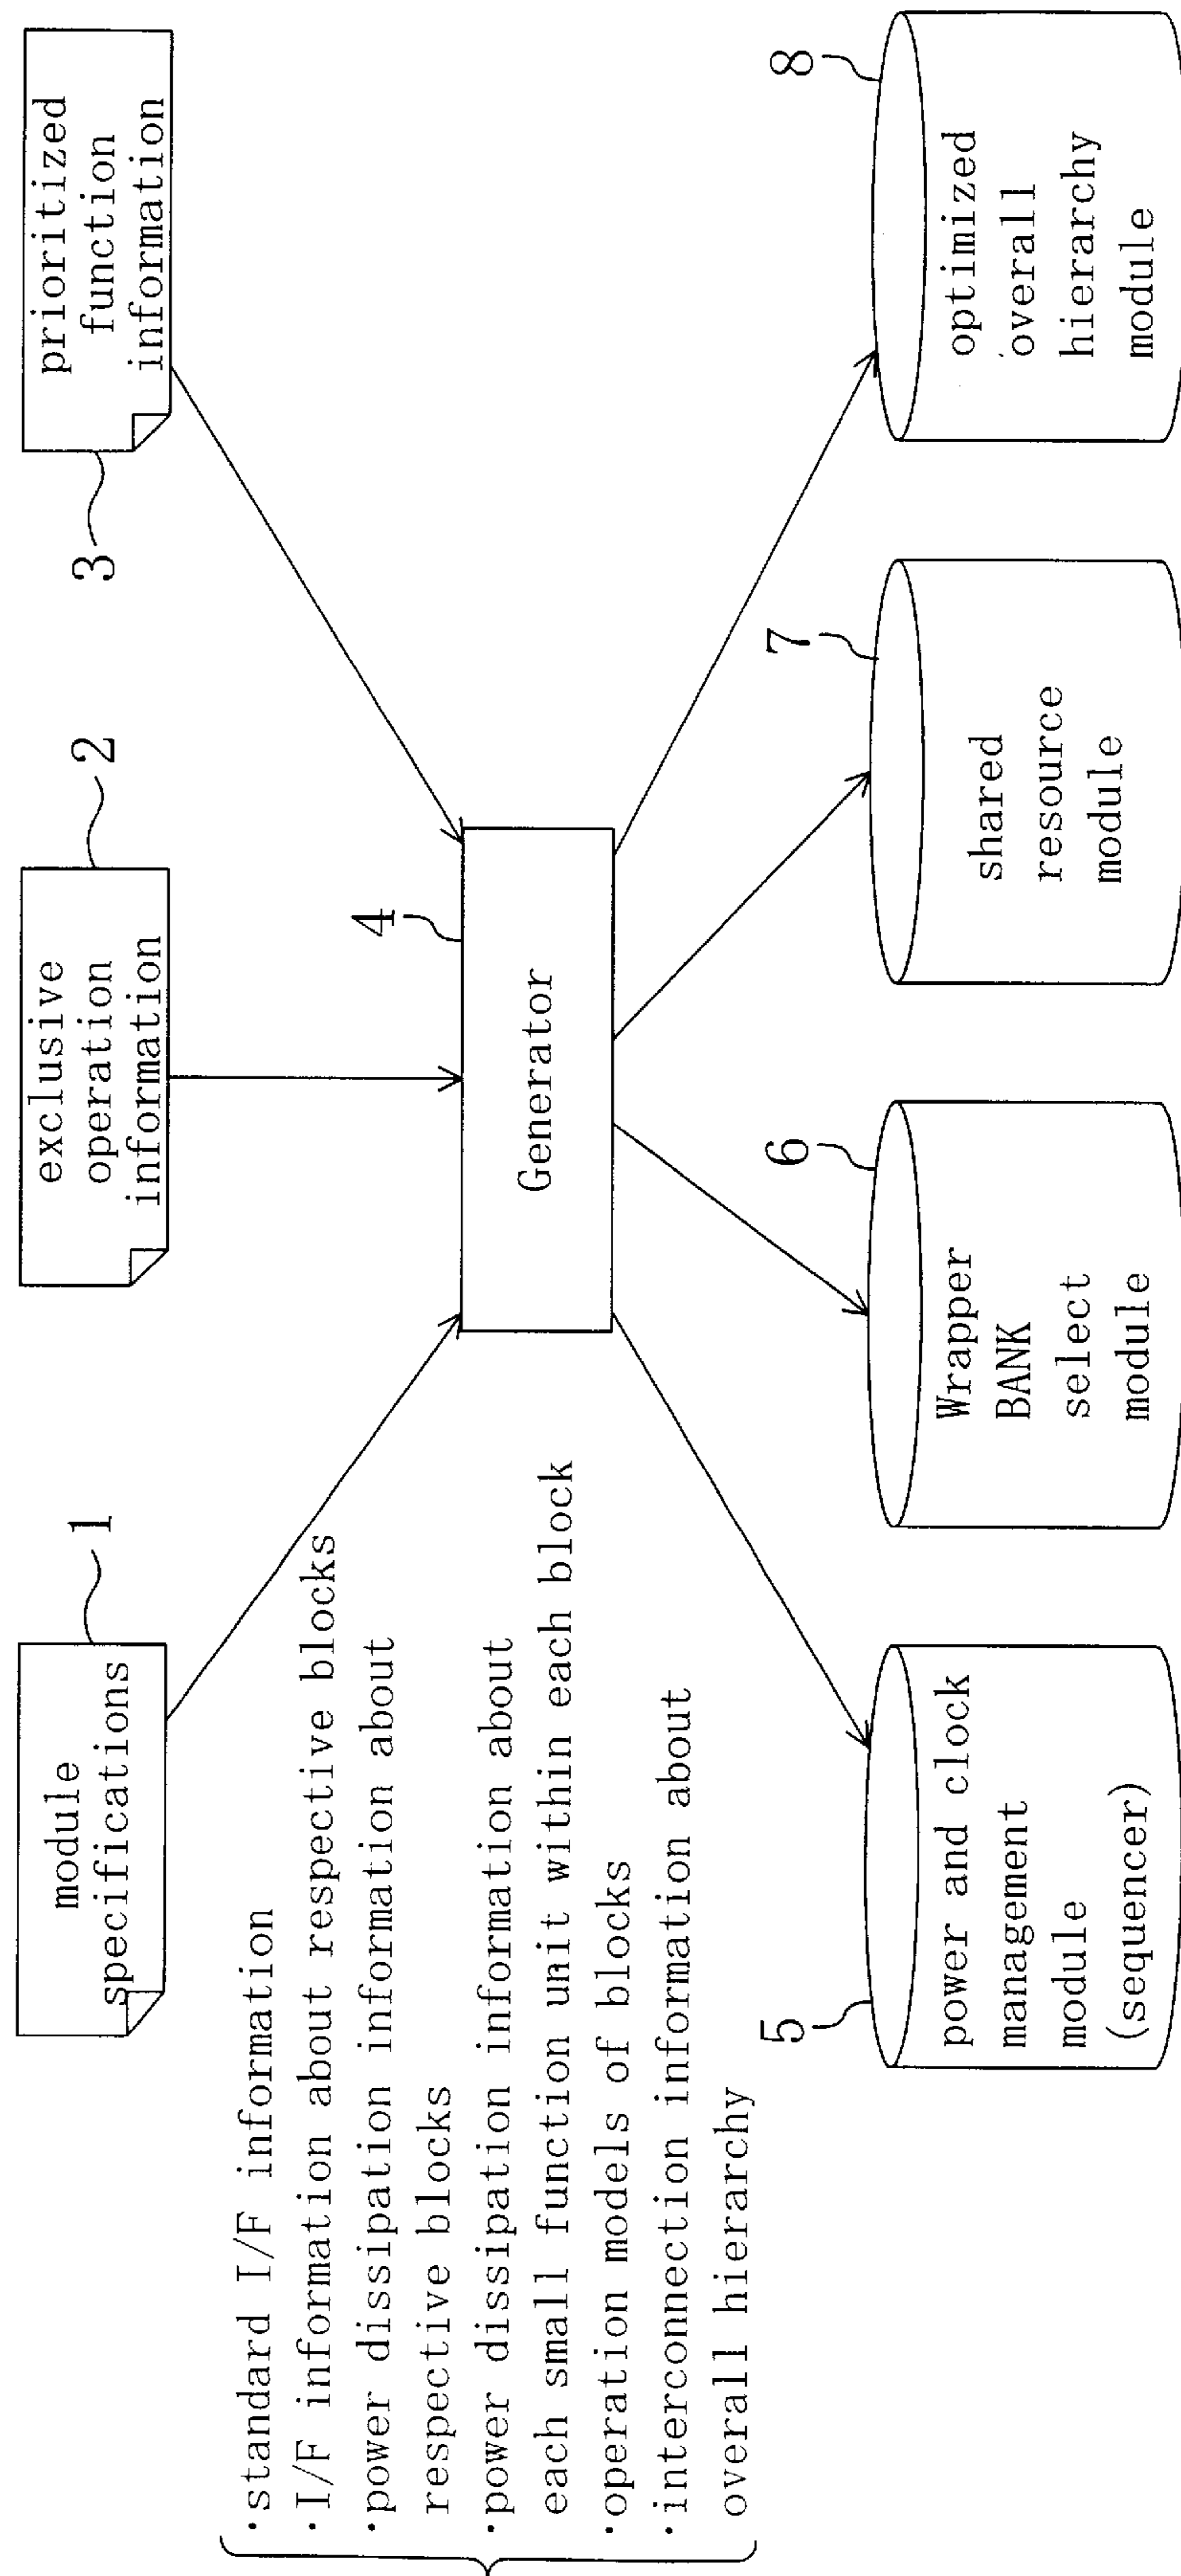 module
specifications
1
exclusive
operation
information
2
prioritized
function
information
3
·standard I/F information
·I/F information about respective blocks
·power dissipation information about
respective blocks
·power dissipation information about
each small function unit within each block
·operation models of blocks
·interconnection information about
overall hierarchy
Generator
4
power and clock
management
module
(sequencer)
5
Wrapper
BANK
select
module
6
shared
resource
module
7
optimized
overall
hierarchy
module
8